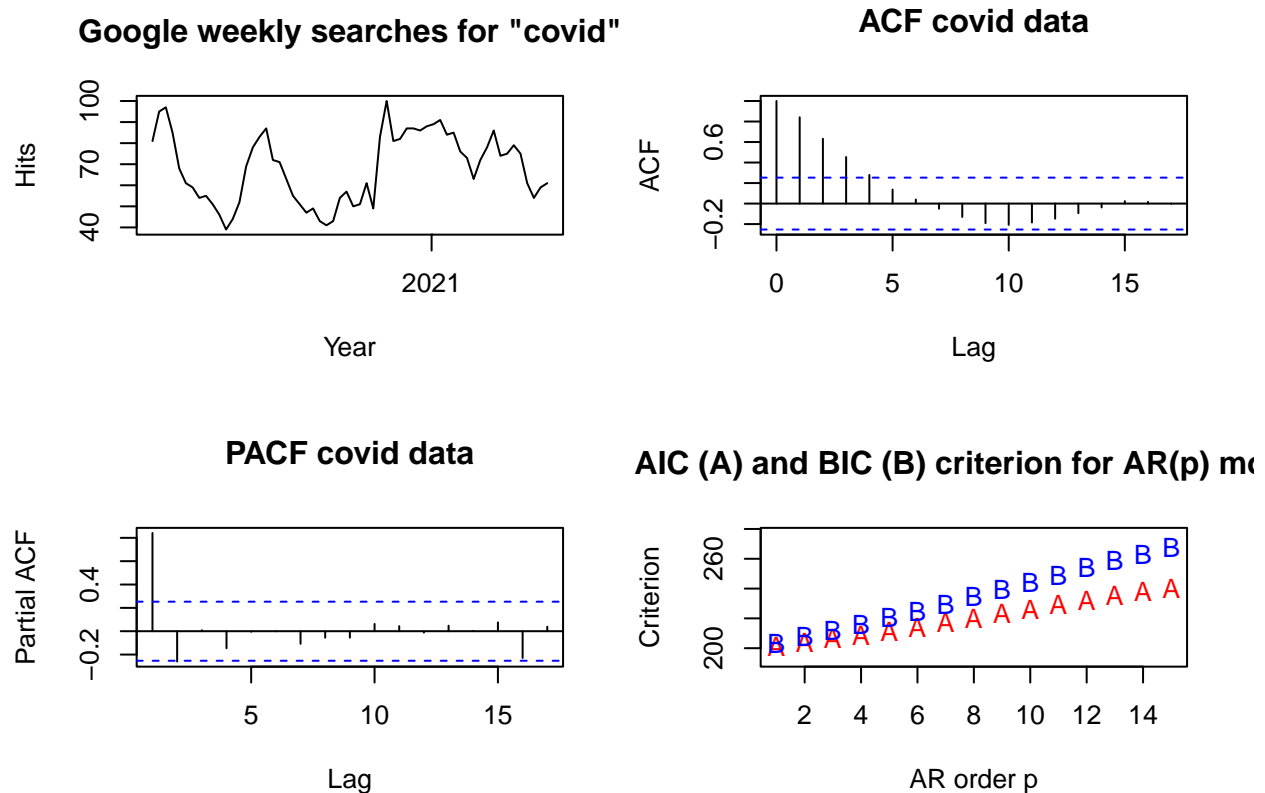 Google weekly searches for "covid"
Hits
40
70
100
2021
Year
ACF covid data
ACF
−0.2
0.6
0 5 10 15
Lag
PACF covid data
Partial ACF
−0.2
0.4
5 10 15
Lag
AIC (A) and BIC (B) criterion for AR(p) mo
Criterion
200
260
B B B B B B B B B B B B B B B
A A A A A A A A A A A A A A A
2 4 6 8 10 12 14
AR order p